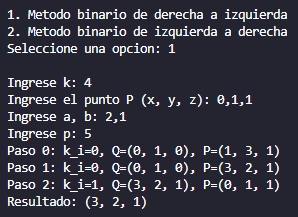 1. Metodo binario de derecha a izquierda
2. Metodo binario de izquierda a derecha
Seleccione una opcion: 1
Ingrese k: 4
Ingrese el punto P (x, y, z): 0,1,1
Ingrese a, b: 2,1
Ingrese p: 5
Paso 0: k_i=0, Q=(0, 1, 0), P=(1, 3, 1)
Paso 1: k_i=0, Q=(0, 1, 0), P=(3, 2, 1)
Paso 2: k_i=1, Q=(3, 2, 1), P=(0, 1, 1)
Resultado: (3, 2, 1)